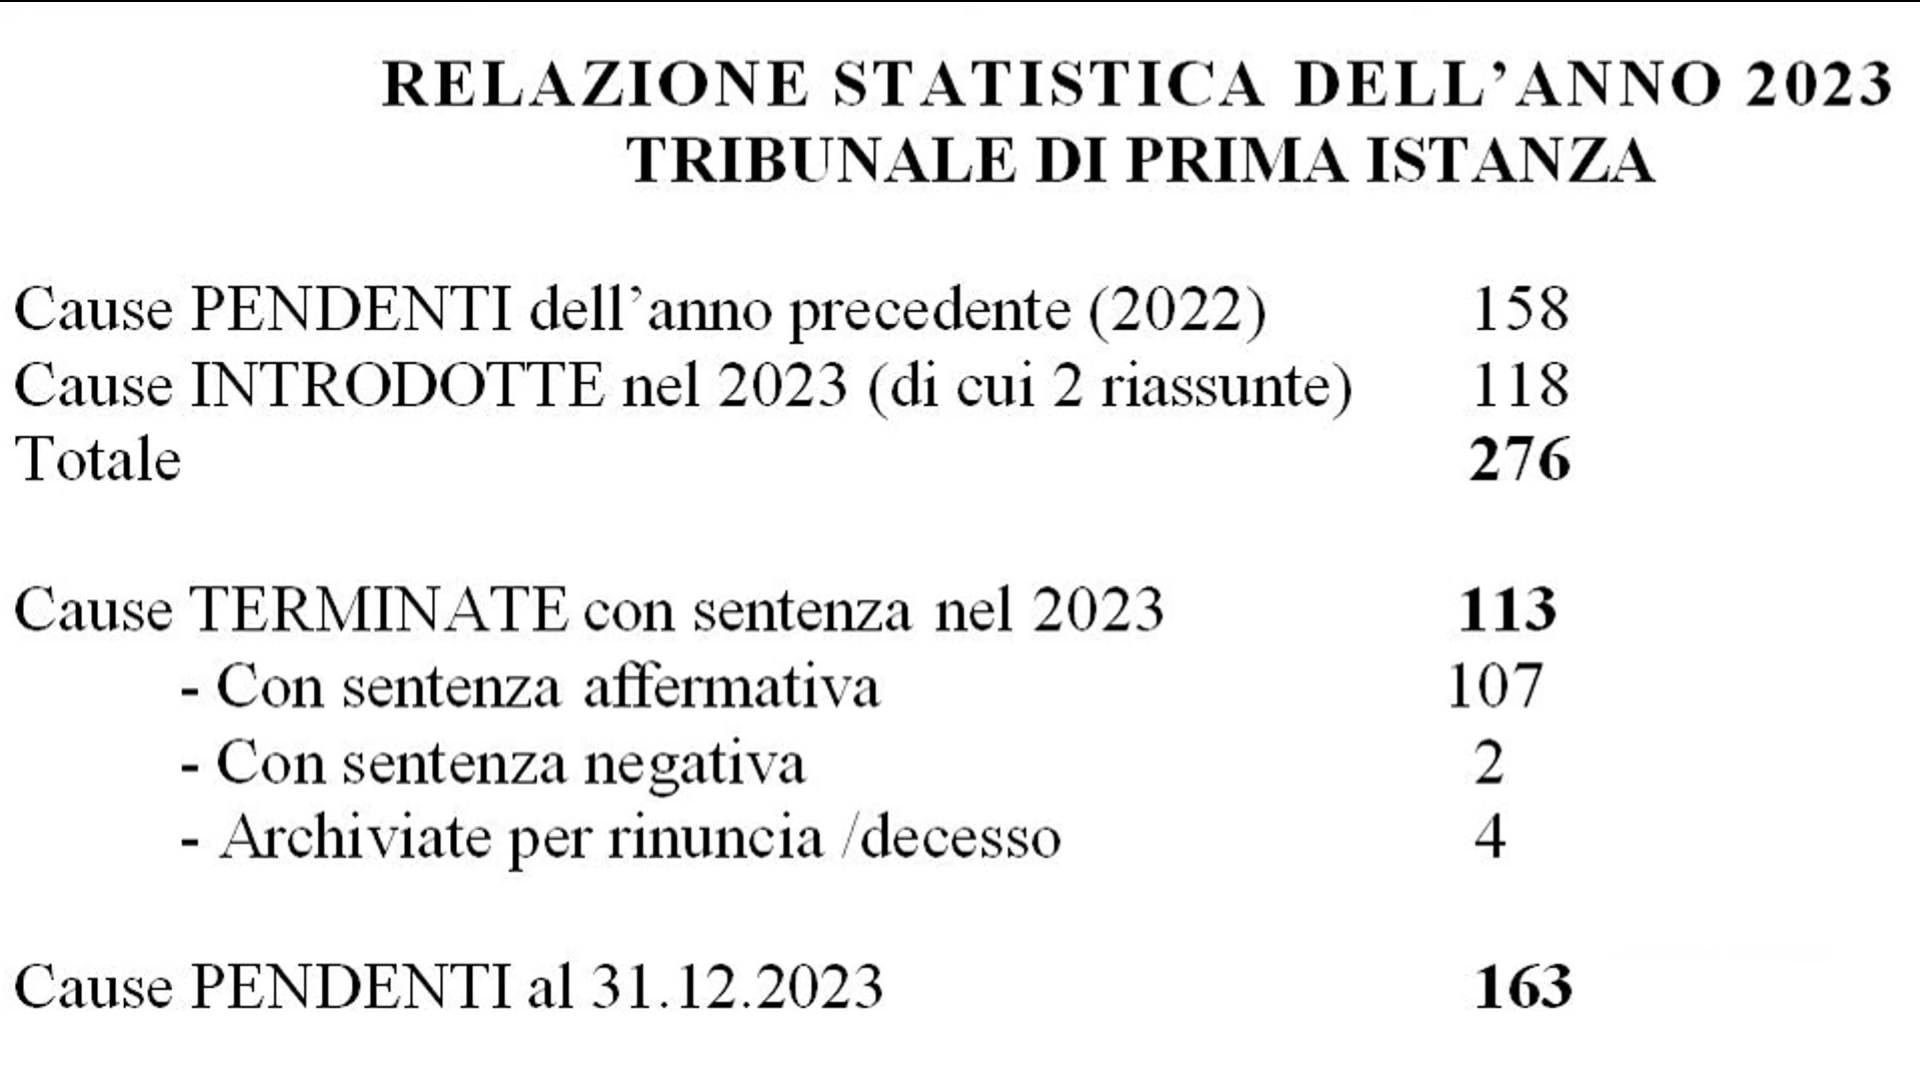 RELAZIONE STATISTICA DELL’ANNO 2023
TRIBUNALE DI PRIMA ISTANZA
Cause PENDENTI dell’anno precedente (2022) 158
Cause INTRODOTTE nel 2023 (di cui 2 riassunte) 118
Totale 276
Cause TERMINATE con sentenza nel 2023 113
- Con sentenza affermativa 107
- Con sentenza negativa 2
- Archiviate per rinuncia /decesso 4
Cause PENDENTI al 31.12.2023 163